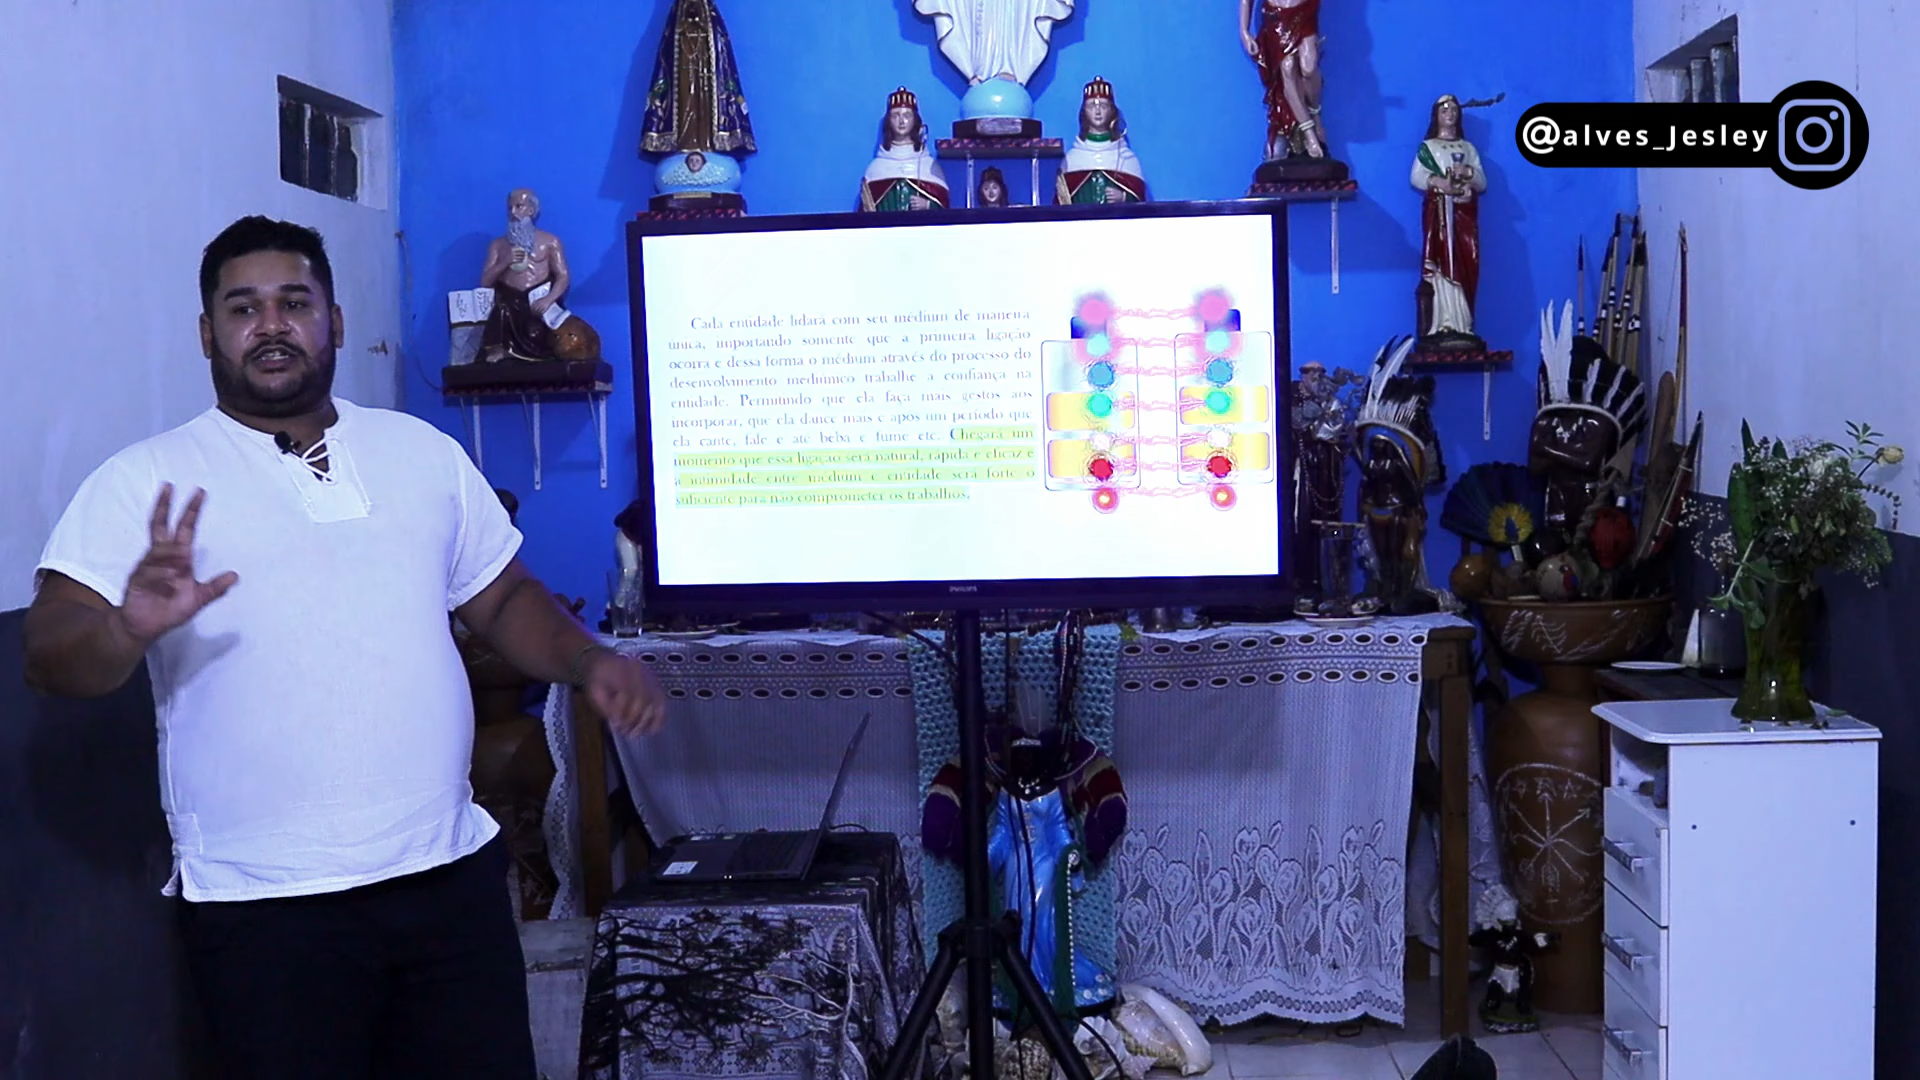 @alves_Jesley
Cada entidade lidará com seu médium de maneira
única, importando somente que a primeira ligação
ocorra e dessa forma o médium através do processo do
desenvolvimento mediúnico trabalhe a confiança na
entidade. Permitindo que ela faça mais gestos aos
incorporar, que ela dance mais e após um período que
ela cante, fale e até beba e fume etc. Chegará um
momento que essa ligação será natural, rápida e eficaz e
a intimidade entre médium e entidade será forte o
suficiente para não comprometer os trabalhos.
PHILIPS